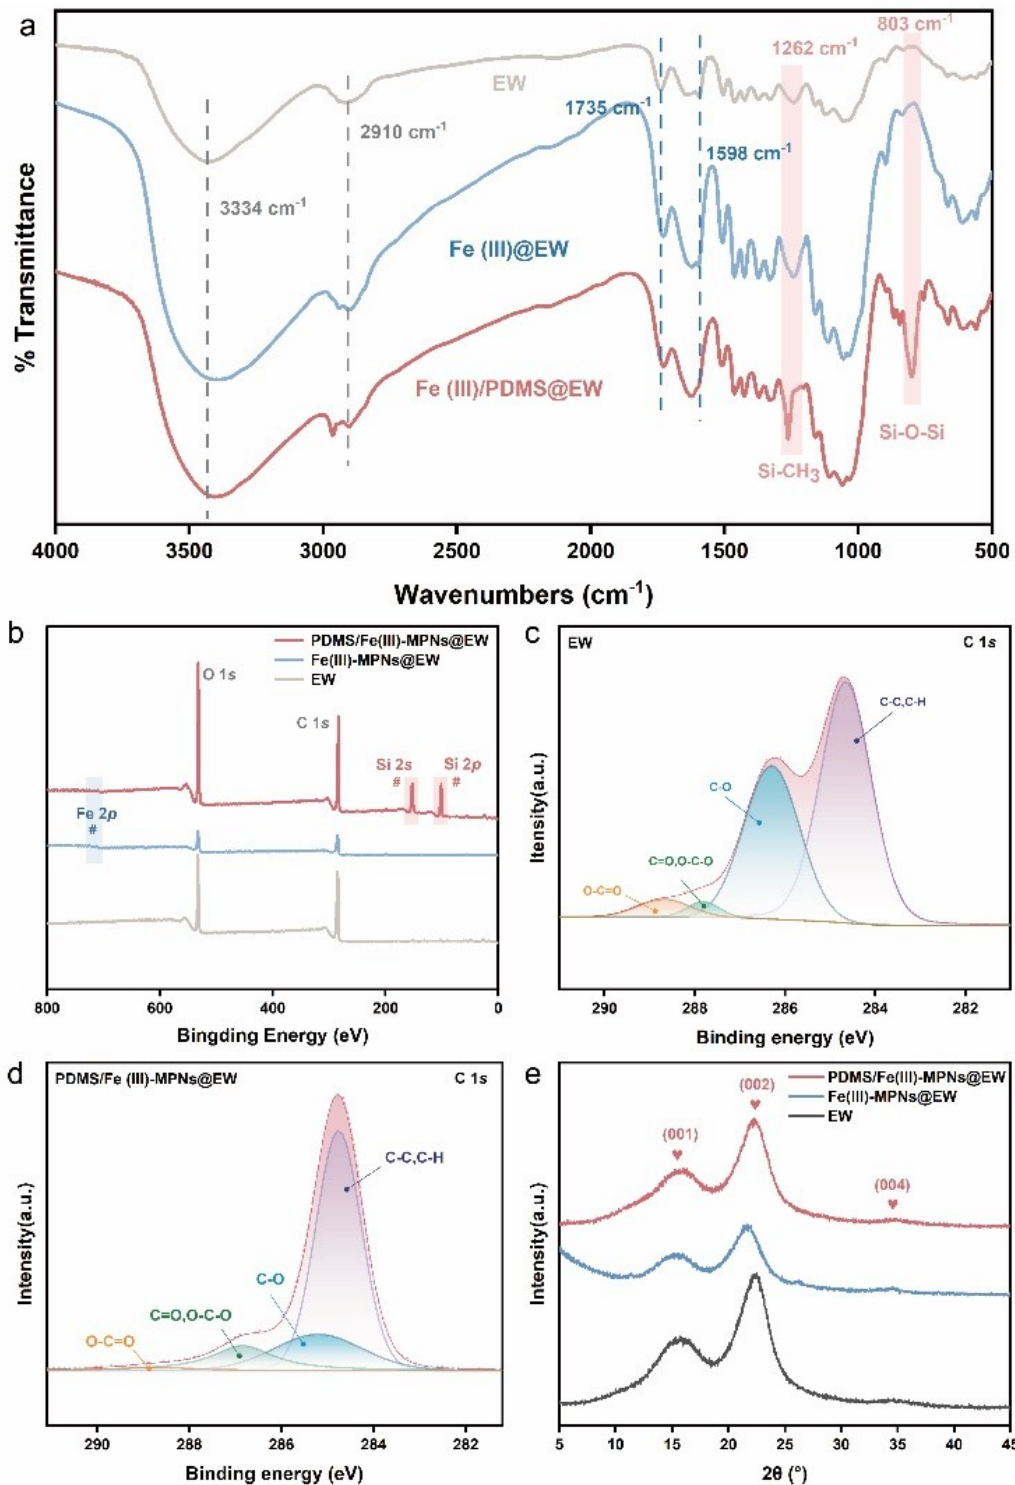 a
803 cm-1
1262 cm-1
EW
1735 cm-1
2910 cm-1
1598 cm-1
3334 cm-1
Fe (III)@EW
Fe (III)/PDMS@EW
Si-O-Si
Si-CH3
% Transmittance
4000 3500 3000 2500 2000 1500 1000 500
Wavenumbers (cm-1)
b
PDMS/Fe(III)-MPNs@EW
Fe(III)-MPNs@EW
EW
O 1s
C 1s
Si 2s
#
Si 2p
#
Fe 2p
#
800 600 400 200 0
Bingding Energy (eV)
c
EW
C 1s
C-C,C-H
C-O
C=O,O-C-O
O-C=O
Itensity(a.u.)
290 288 286 284 282
Binding energy (eV)
d
PDMS/Fe (III)-MPNs@EW
C 1s
C-C,C-H
C-O
C=O,O-C-O
O-C=O
Intensity(a.u.)
290 288 286 284 282
Binding energy (eV)
e
PDMS/Fe(III)-MPNs@EW
Fe(III)-MPNs@EW
EW
(002)
(001)
(004)
Intensity(a.u.)
5 10 15 20 25 30 35 40 45
2θ (°)